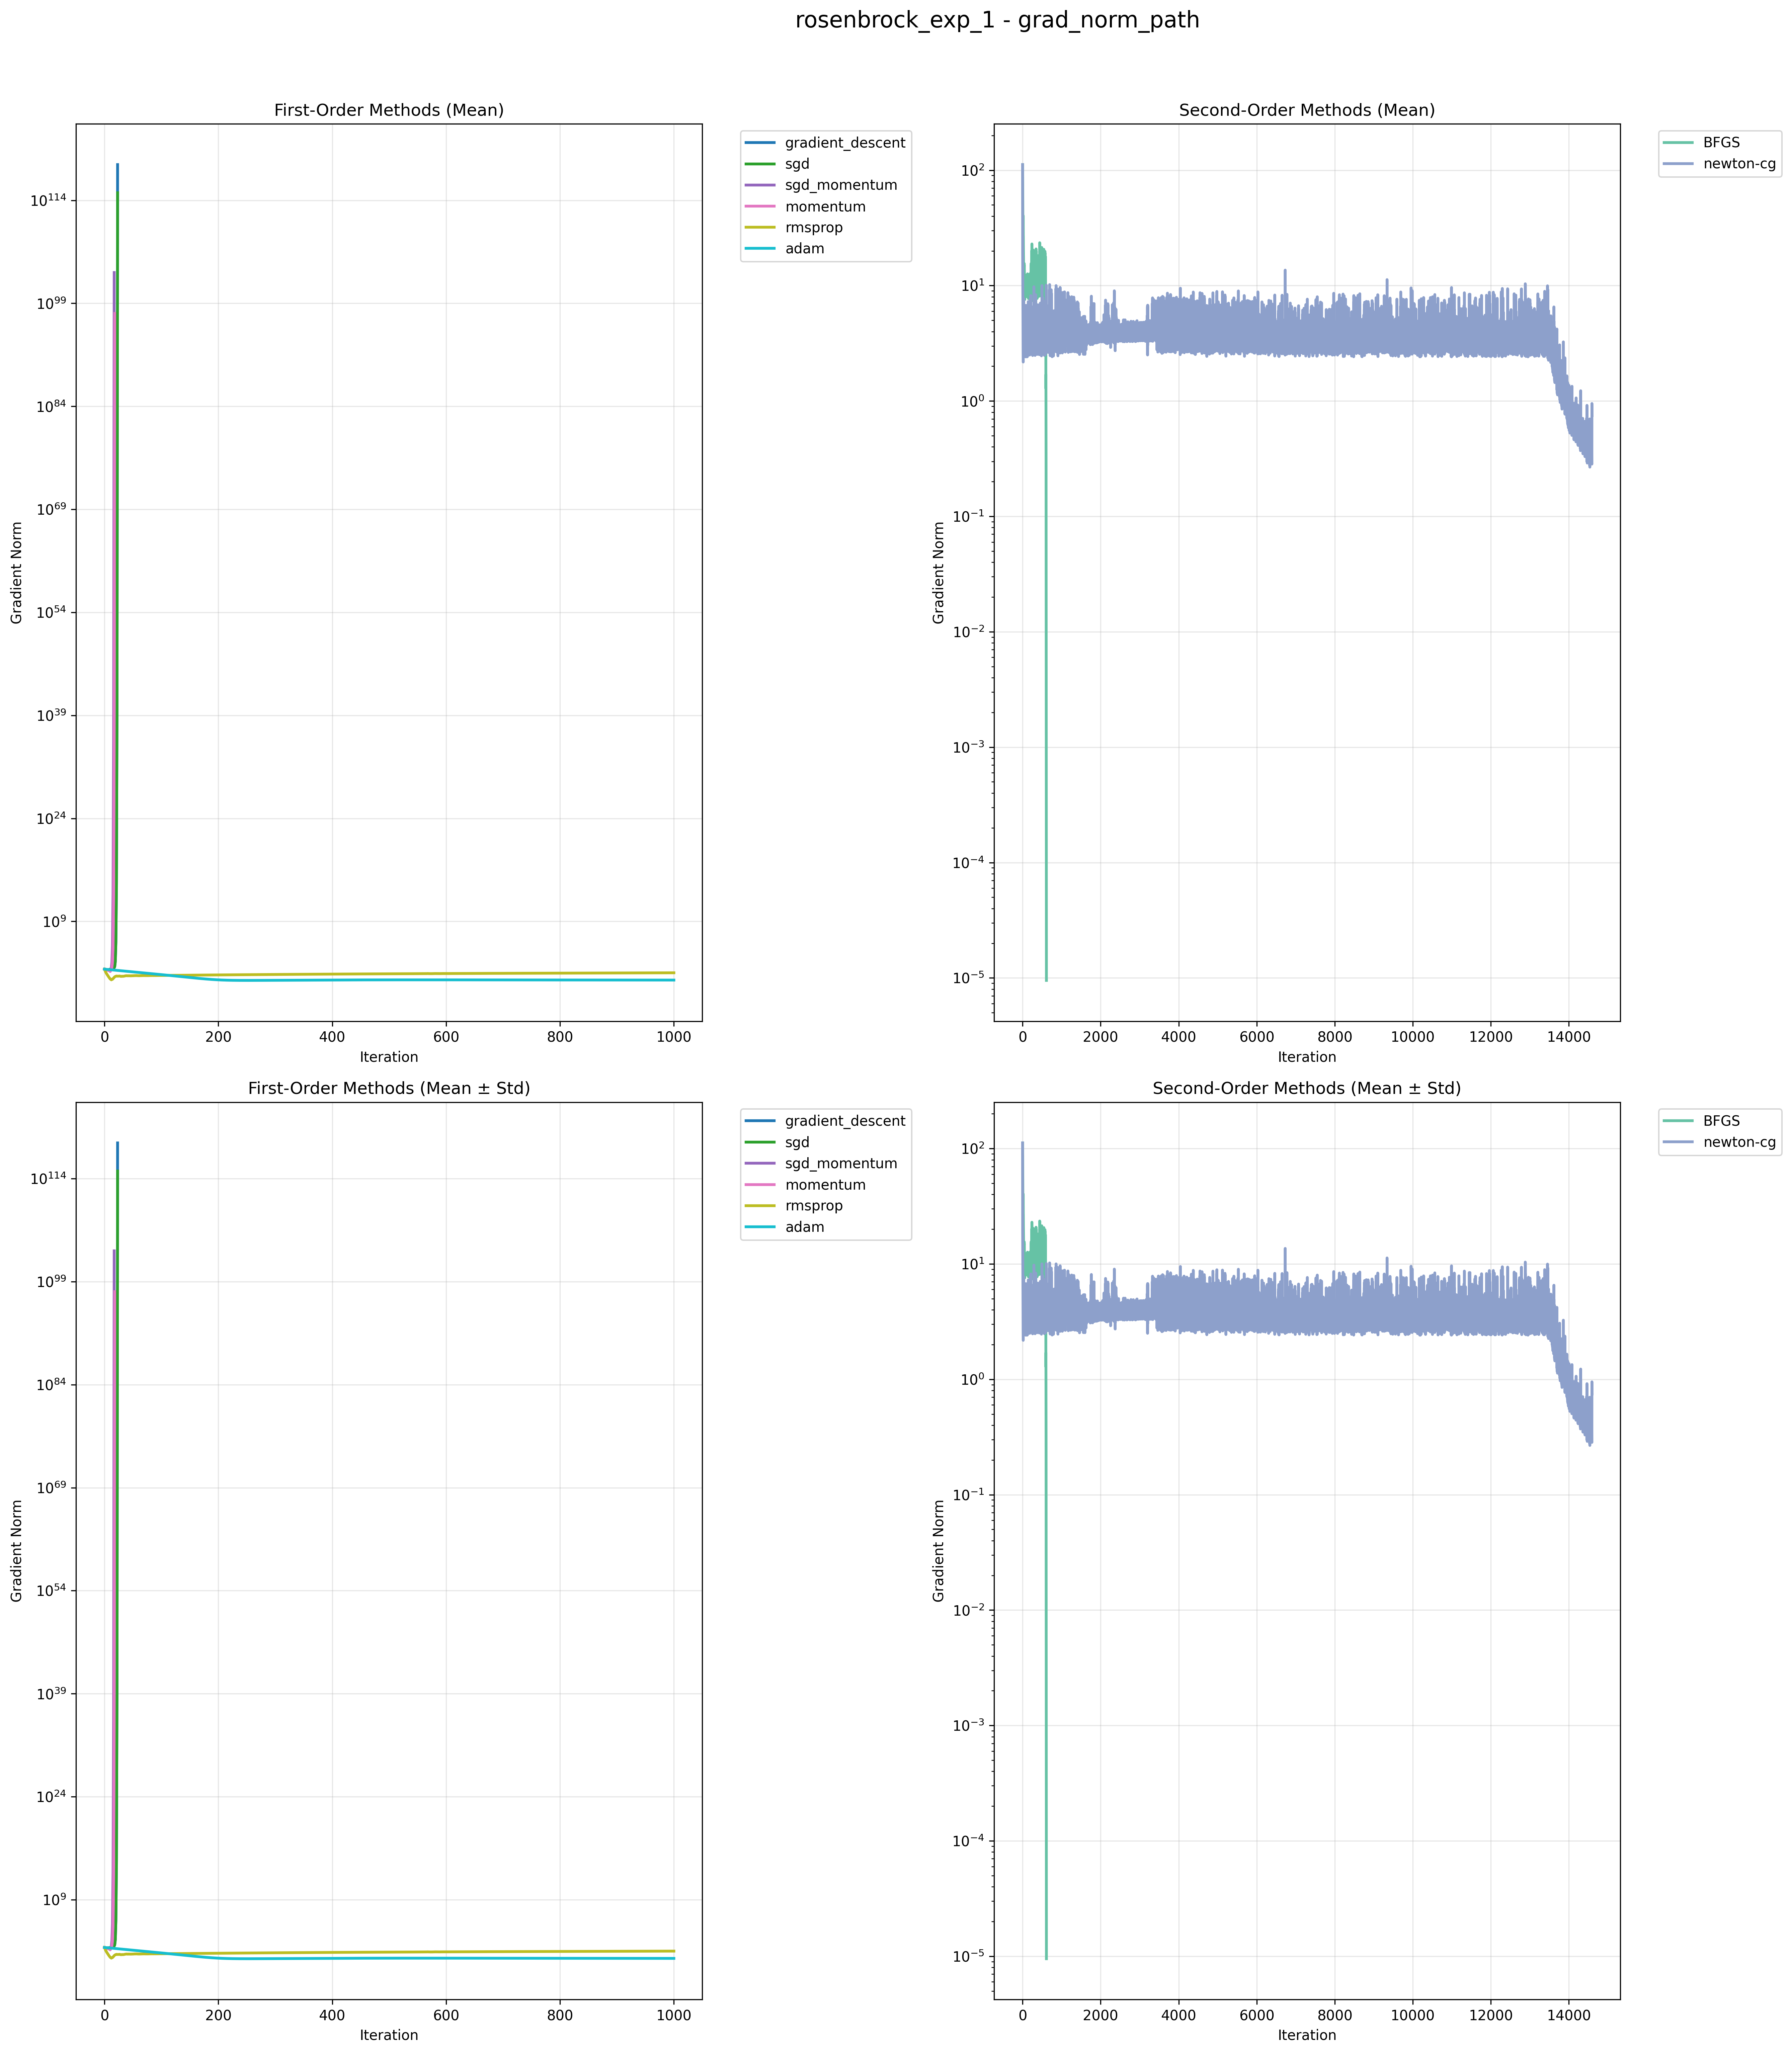 rosenbrock_exp_1 - grad_norm_path
First-Order Methods (Mean)
Gradient Norm
10^114
10^99
10^84
10^69
10^54
10^39
10^24
10^9
0 200 400 600 800 1000
Iteration
gradient_descent
sgd
sgd_momentum
momentum
rmsprop
adam
Second-Order Methods (Mean)
Gradient Norm
10^2
10^1
10^0
10^−1
10^−2
10^−3
10^−4
10^−5
0 2000 4000 6000 8000 10000 12000 14000
Iteration
BFGS
newton-cg
First-Order Methods (Mean ± Std)
Gradient Norm
10^114
10^99
10^84
10^69
10^54
10^39
10^24
10^9
0 200 400 600 800 1000
Iteration
gradient_descent
sgd
sgd_momentum
momentum
rmsprop
adam
Second-Order Methods (Mean ± Std)
Gradient Norm
10^2
10^1
10^0
10^−1
10^−2
10^−3
10^−4
10^−5
0 2000 4000 6000 8000 10000 12000 14000
Iteration
BFGS
newton-cg